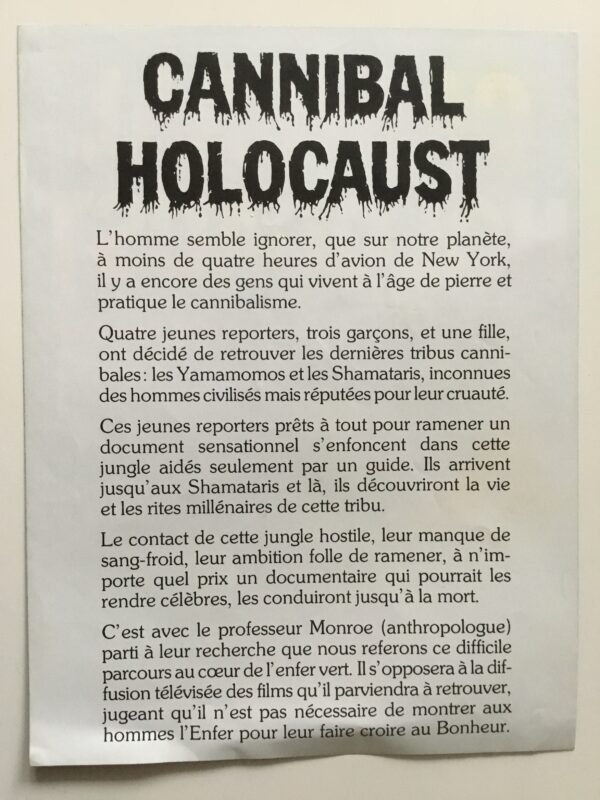 CANNIBAL
HOLOCAUST
L'homme semble ignorer, que sur notre planète,
à moins de quatre heures d'avion de New York,
il y a encore des gens qui vivent à l'âge de pierre et
pratique le cannibalisme.
Quatre jeunes reporters, trois garçons, et une fille,
ont décidé de retrouver les dernières tribus canni-
bales : les Yamamomos et les Shamataris, inconnues
des hommes civilisés mais réputées pour leur cruauté.
Ces jeunes reporters prêts à tout pour ramener un
document sensationnel s'enfoncent dans cette
jungle aidés seulement par un guide. Ils arrivent
jusqu'aux Shamataris et là, ils découvriront la vie
et les rites millénaires de cette tribu.
Le contact de cette jungle hostile, leur manque de
sang-froid, leur ambition folle de ramener, à n'im-
porte quel prix un documentaire qui pourrait les
rendre célèbres, les conduiront jusqu'à la mort.
C'est avec le professeur Monroe (anthropologue)
parti à leur recherche que nous referons ce difficile
parcours au cœur de l'enfer vert. Il s'opposera à la dif-
fusion télévisée des films qu'il parviendra à retrouver,
jugeant qu'il n'est pas nécessaire de montrer aux
hommes l'Enfer pour leur faire croire au Bonheur.